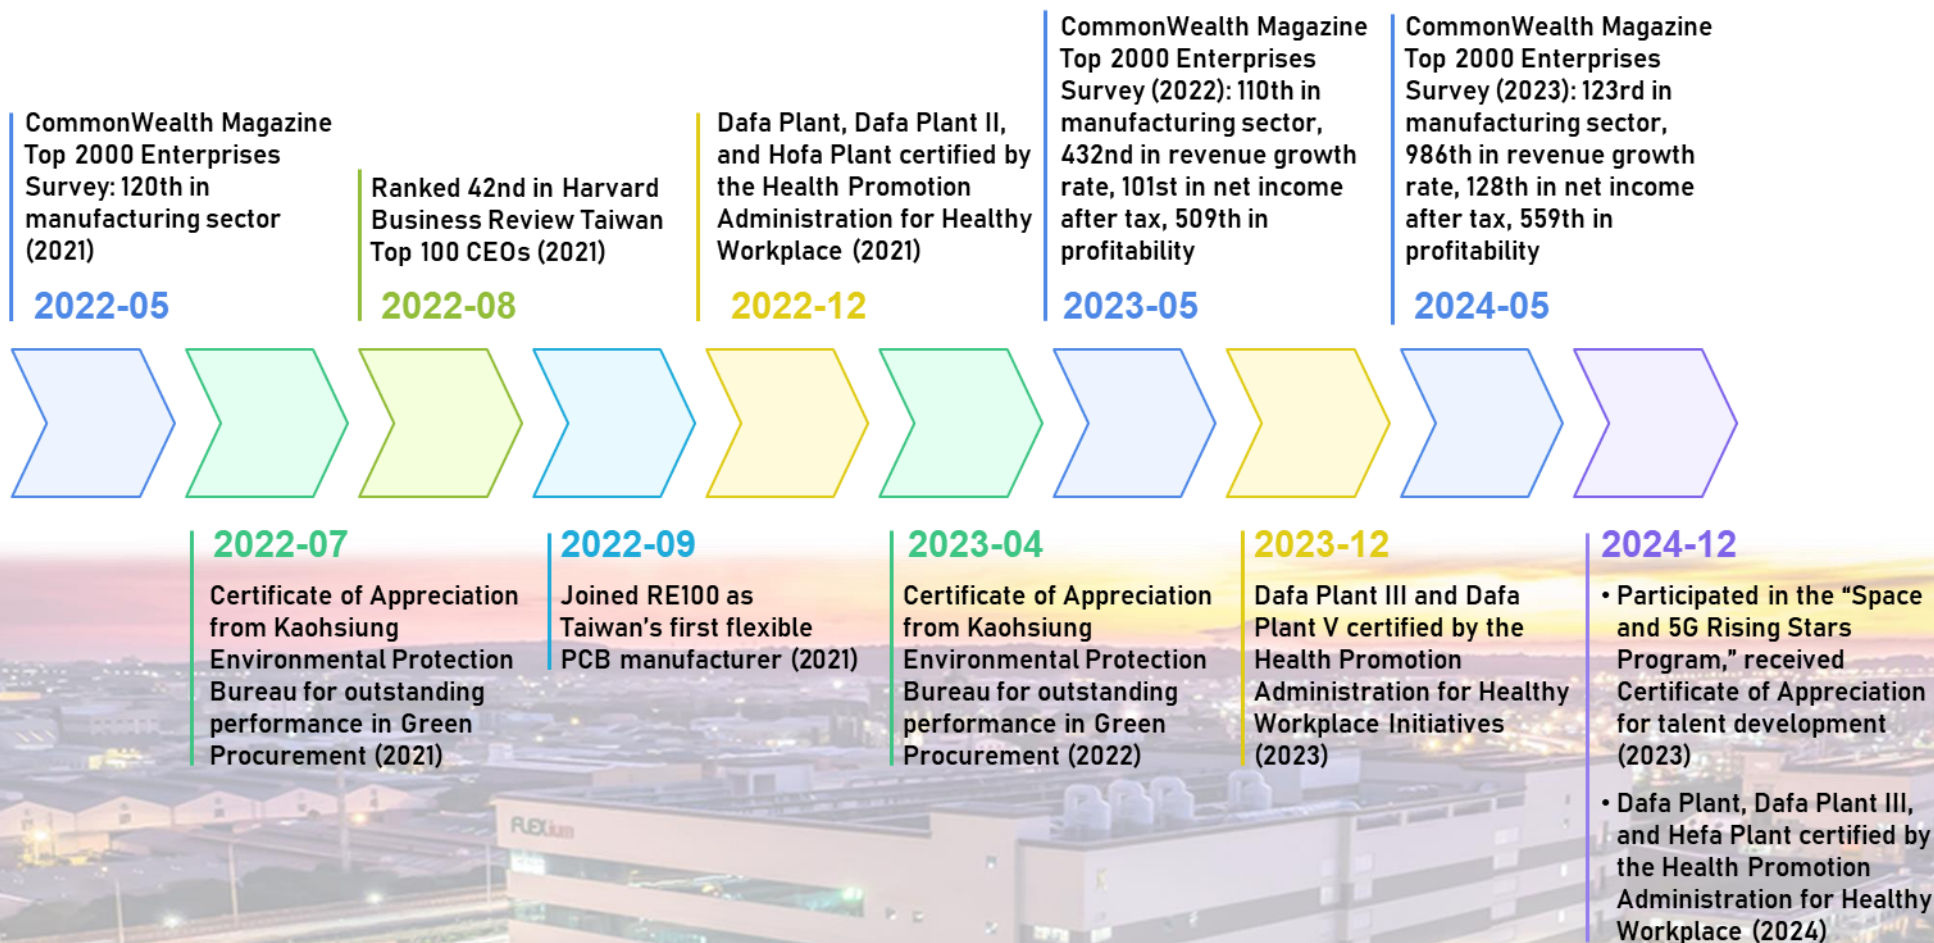 CommonWealth Magazine
Top 2000 Enterprises
Survey: 120th in
manufacturing sector
(2021)
2022-05
Ranked 42nd in Harvard
Business Review Taiwan
Top 100 CEOs (2021)
2022-08
Dafa Plant, Dafa Plant II,
and Hofa Plant certified by
the Health Promotion
Administration for Healthy
Workplace (2021)
2022-12
CommonWealth Magazine
Top 2000 Enterprises
Survey (2022): 110th in
manufacturing sector,
432nd in revenue growth
rate, 101st in net income
after tax, 509th in
profitability
2023-05
CommonWealth Magazine
Top 2000 Enterprises
Survey (2023): 123rd in
manufacturing sector,
986th in revenue growth
rate, 128th in net income
after tax, 559th in
profitability
2024-05
2022-07
Certificate of Appreciation
from Kaohsiung
Environmental Protection
Bureau for outstanding
performance in Green
Procurement (2021)
2022-09
Joined RE100 as
Taiwan’s first flexible
PCB manufacturer (2021)
2023-04
Certificate of Appreciation
from Kaohsiung
Environmental Protection
Bureau for outstanding
performance in Green
Procurement (2022)
2023-12
Dafa Plant III and Dafa
Plant V certified by the
Health Promotion
Administration for Healthy
Workplace Initiatives
(2023)
2024-12
• Participated in the “Space
and 5G Rising Stars
Program,” received
Certificate of Appreciation
for talent development
(2023)
• Dafa Plant, Dafa Plant III,
and Hefa Plant certified by
the Health Promotion
Administration for Healthy
Workplace (2024)
FLEXium